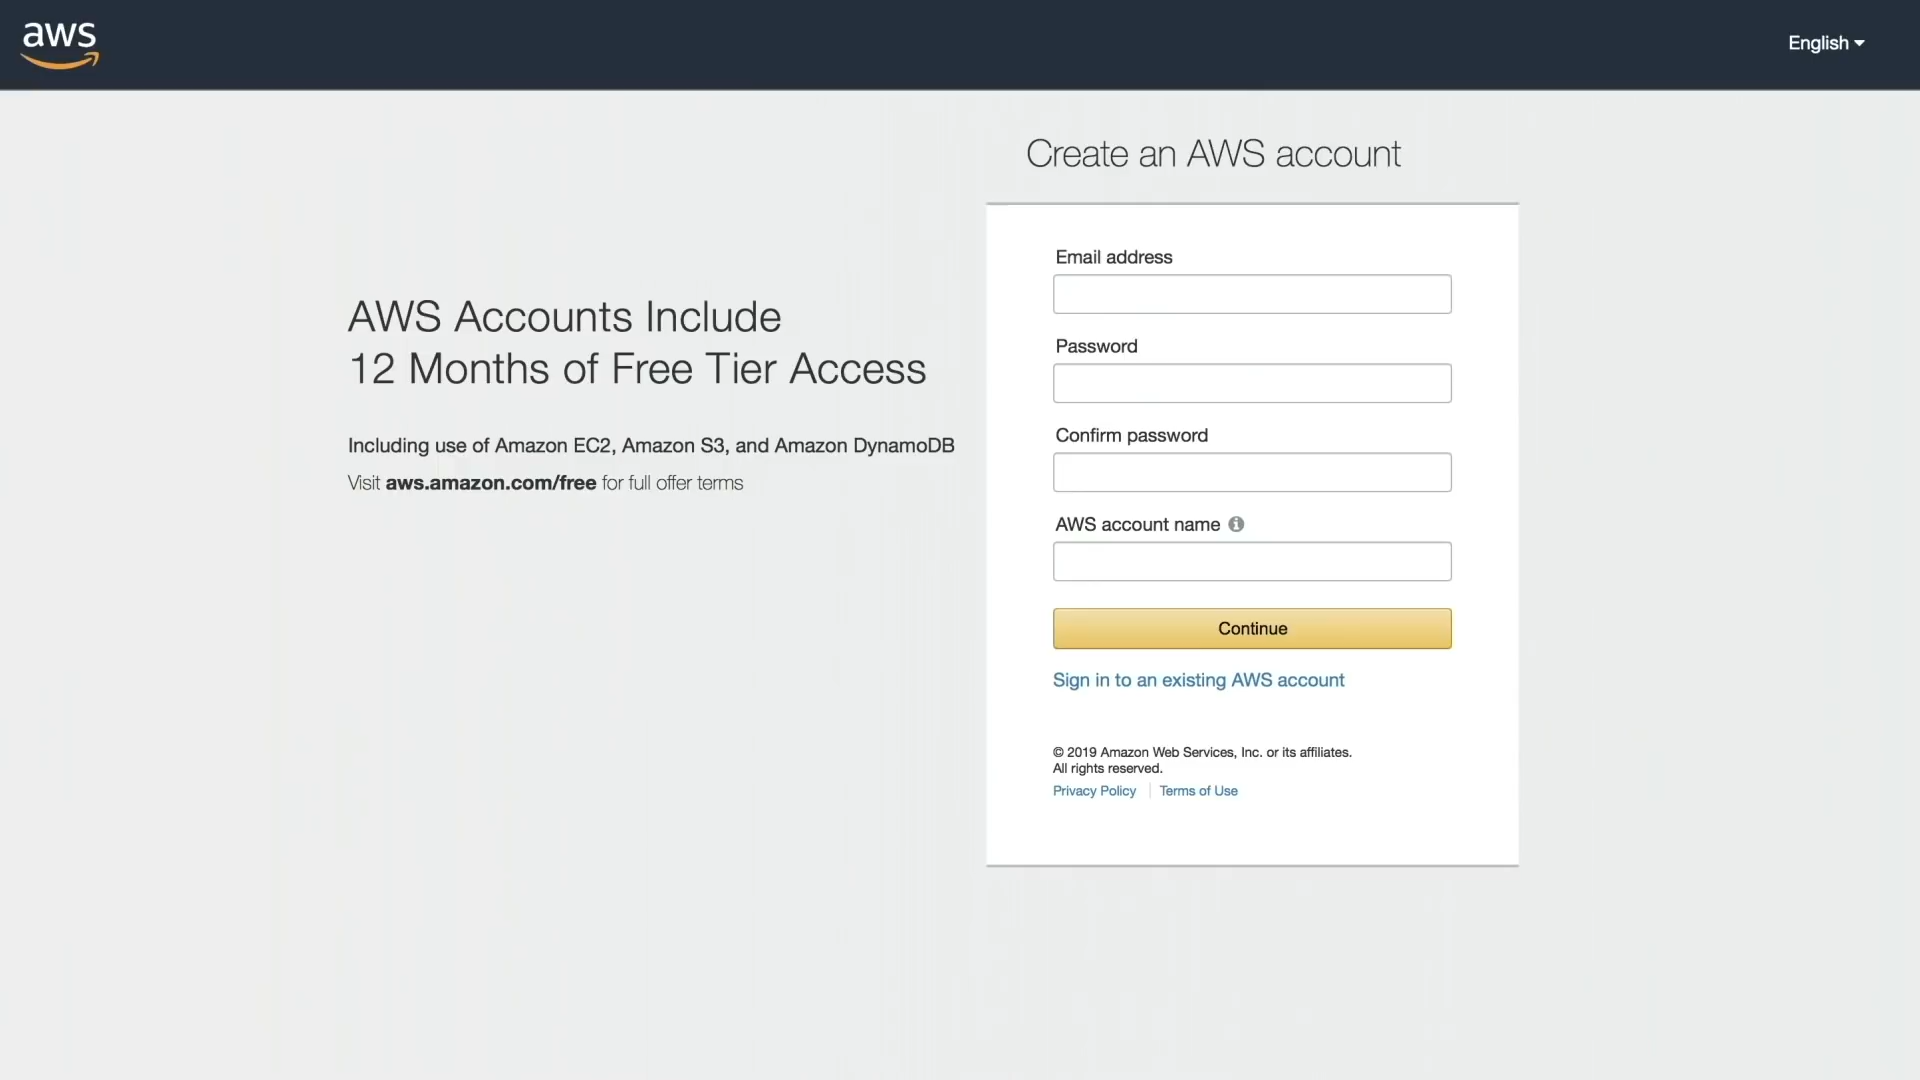 aws
English
Create an AWS account
AWS Accounts Include
12 Months of Free Tier Access
Including use of Amazon EC2, Amazon S3, and Amazon DynamoDB
Visit aws.amazon.com/free for full offer terms
Email address
Password
Confirm password
AWS account name
Continue
Sign in to an existing AWS account
© 2019 Amazon Web Services, Inc. or its affiliates.
All rights reserved.
Privacy Policy | Terms of Use